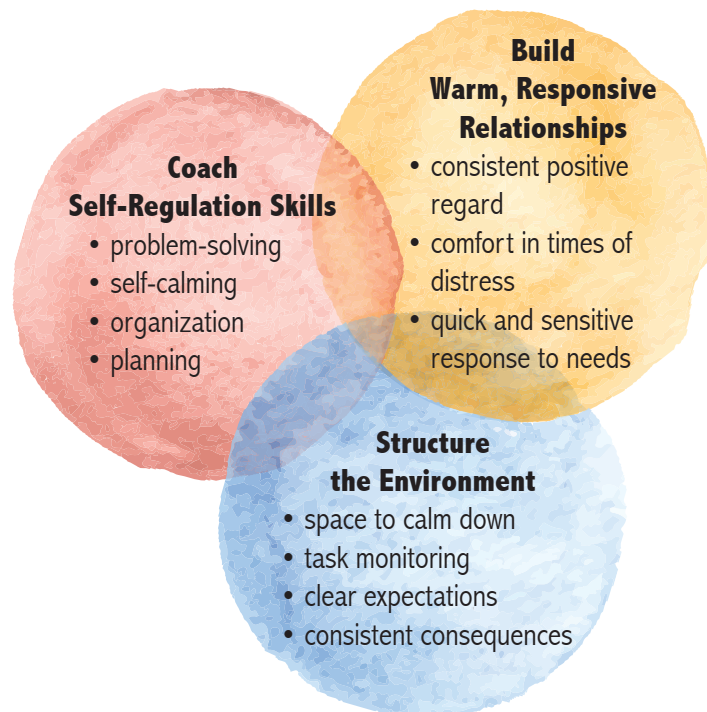 Build
Warm, Responsive
Relationships
• consistent positive
regard
• comfort in times of
distress
• quick and sensitive
response to needs
Coach
Self-Regulation Skills
• problem-solving
• self-calming
• organization
• planning
Structure
the Environment
• space to calm down
• task monitoring
• clear expectations
• consistent consequences